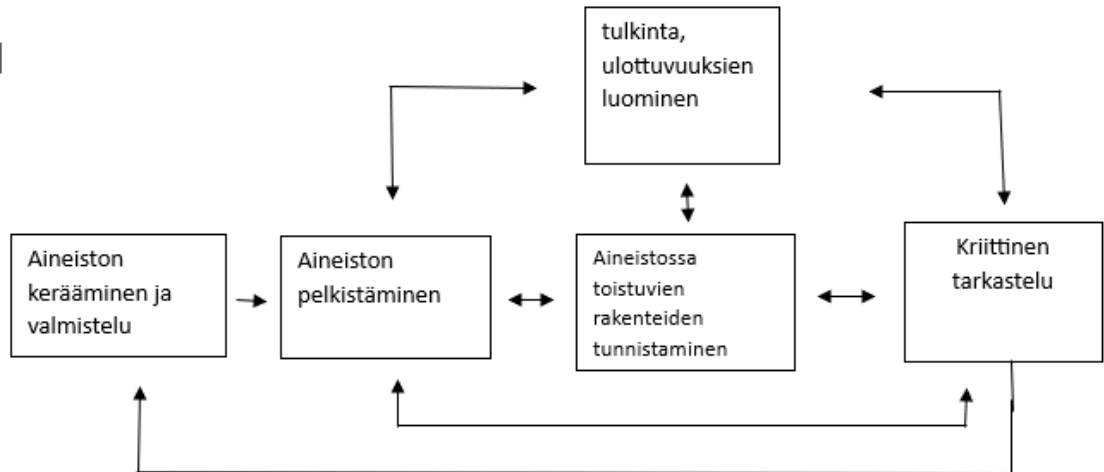 tulkinta,
ulottuvuuksien
luominen
Aineiston
kerääminen ja
valmistelu
Aineiston
pelkistäminen
Aineistossa
toistuvien
rakenteiden
tunnistaminen
Kriittinen
tarkastelu